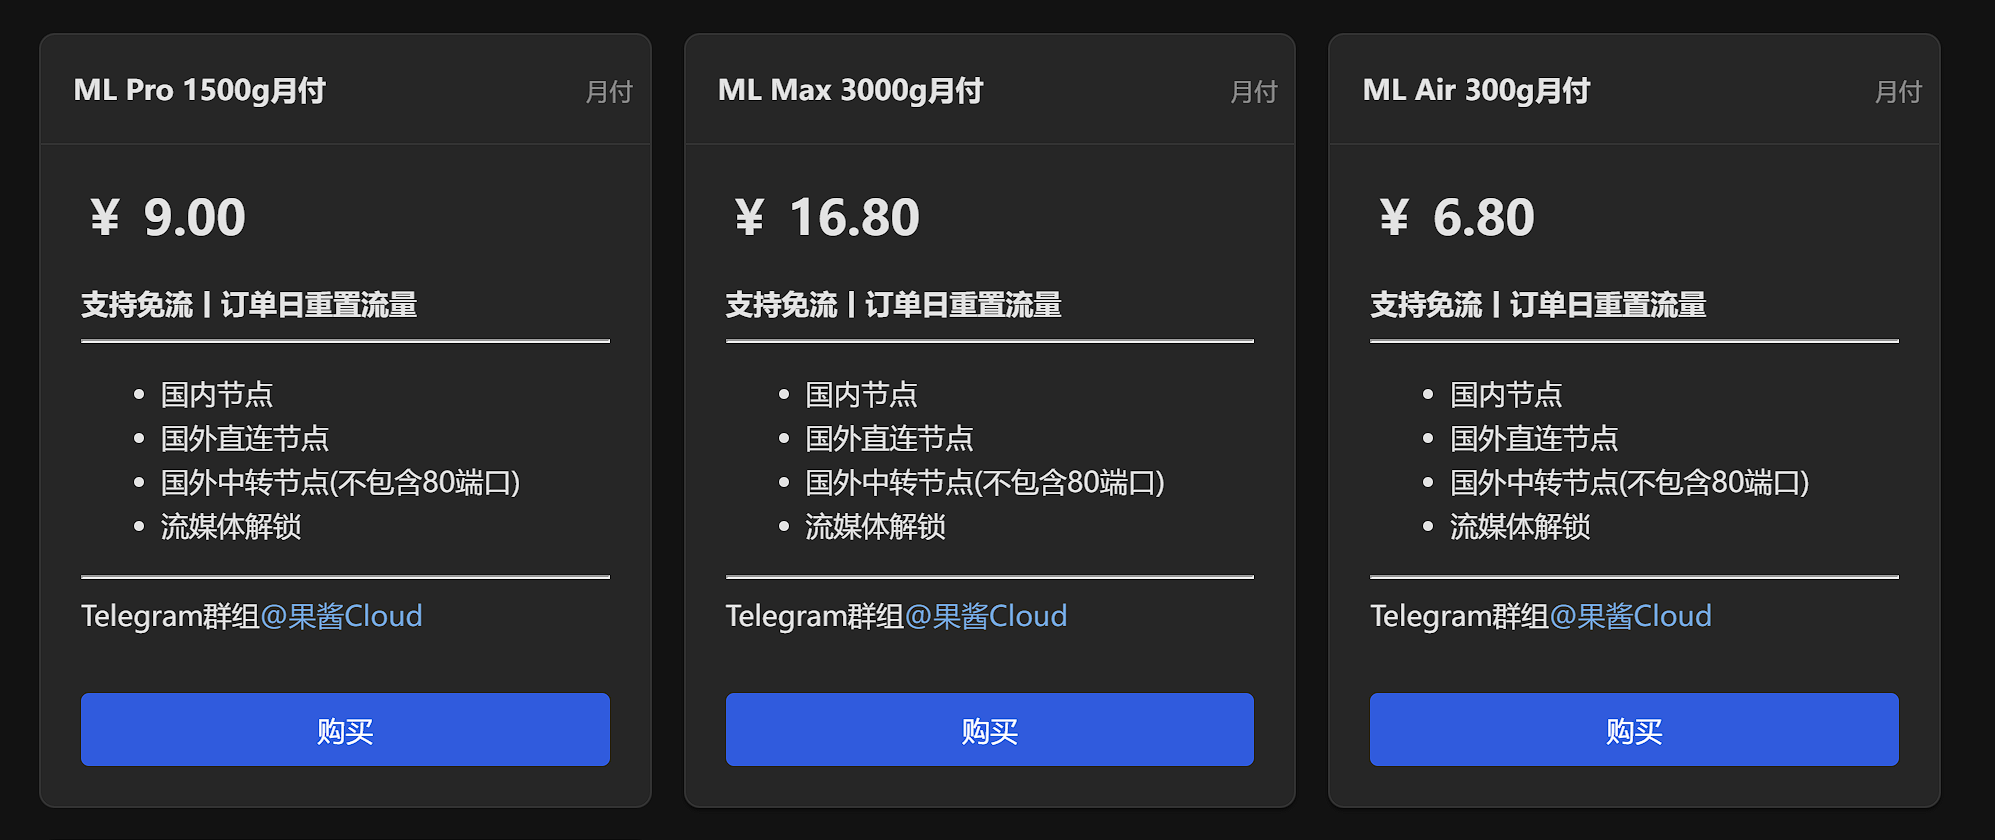 ML Pro 1500g月付
月付
¥ 9.00
支持免流丨订单日重置流量
国内节点
国外直连节点
国外中转节点(不包含80端口)
流媒体解锁
Telegram群组@果酱Cloud
购买
ML Max 3000g月付
月付
¥ 16.80
支持免流丨订单日重置流量
国内节点
国外直连节点
国外中转节点(不包含80端口)
流媒体解锁
Telegram群组@果酱Cloud
购买
ML Air 300g月付
月付
¥ 6.80
支持免流丨订单日重置流量
国内节点
国外直连节点
国外中转节点(不包含80端口)
流媒体解锁
Telegram群组@果酱Cloud
购买